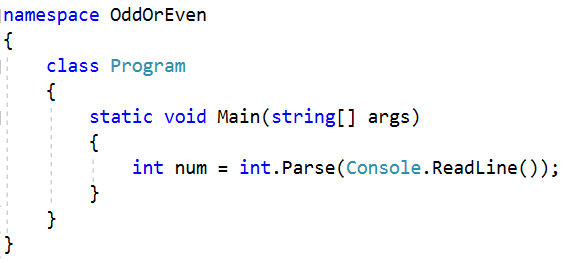 namespace OddOrEven
{
    class Program
    {
        static void Main(string[] args)
        {
            int num = int.Parse(Console.ReadLine());
        }
    }
}